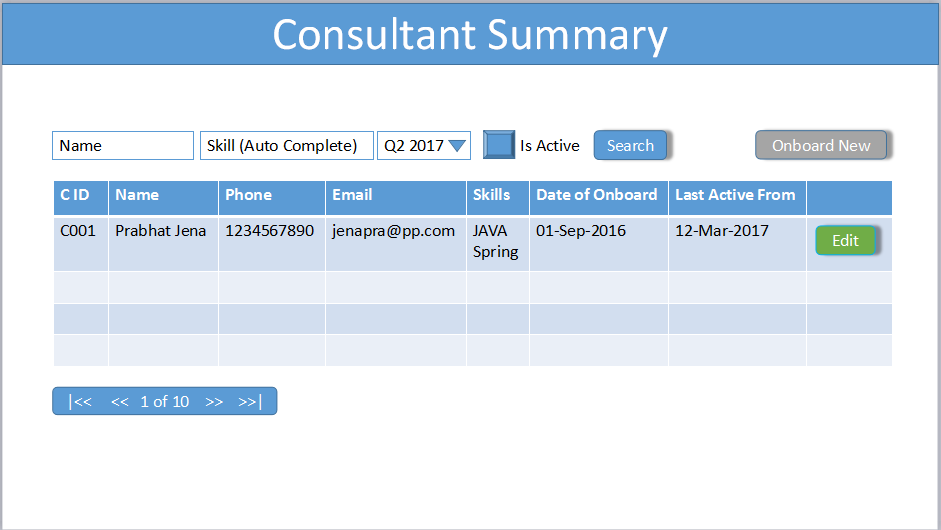 Consultant Summary
Name Skill (Auto Complete) Q2 2017 Is Active Search Onboard New
C ID Name Phone Email Skills Date of Onboard Last Active From
C001 Prabhat Jena 1234567890 jenapra@pp.com JAVA 01-Sep-2016 12-Mar-2017
Spring Edit
|<< << 1 of 10 >> >>|